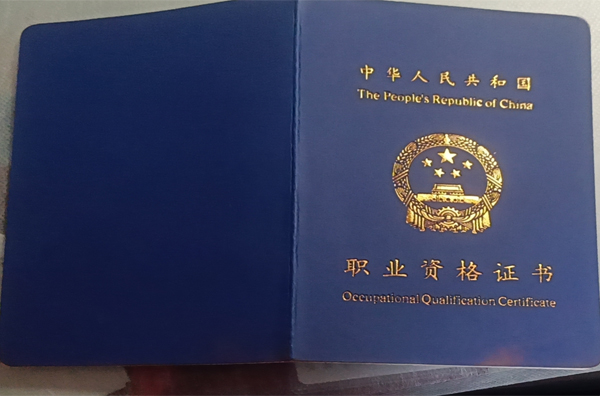 中华人民共和国
The People's Republic of China
职业资格证书
Occupational Qualification Certificate